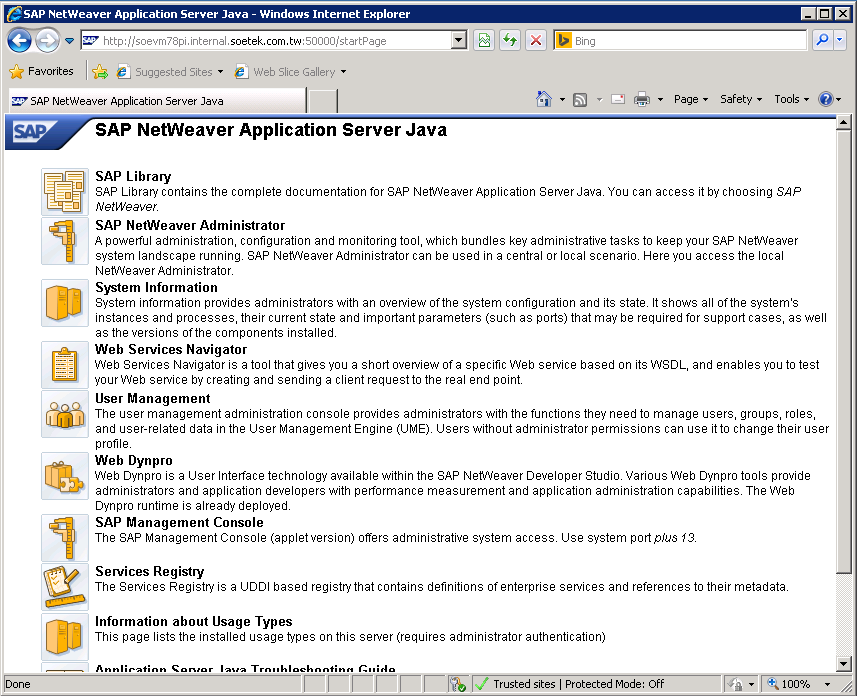 SAP NetWeaver Application Server Java - Windows Internet Explorer
SAP http://soevm78pi.internal.soetek.com.tw:50000/startPage
Bing
Favorites
Suggested Sites
Web Slice Gallery
SAP SAP NetWeaver Application Server Java
Page
Safety
Tools
SAP
SAP NetWeaver Application Server Java
SAP Library
SAP Library contains the complete documentation for SAP NetWeaver Application Server Java. You can access it by choosing SAP
NetWeaver.
SAP NetWeaver Administrator
A powerful administration, configuration and monitoring tool, which bundles key administrative tasks to keep your SAP NetWeaver
system landscape running. SAP NetWeaver Administrator can be used in a central or local scenario. Here you access the local
NetWeaver Administrator.
System Information
System information provides administrators with an overview of the system configuration and its state. It shows all of the system's
instances and processes, their current state and important parameters (such as ports) that may be required for support cases, as well
as the versions of the components installed.
Web Services Navigator
Web Services Navigator is a tool that gives you a short overview of a specific Web service based on its WSDL, and enables you to test
your Web service by creating and sending a client request to the real end point.
User Management
The user management administration console provides administrators with the functions they need to manage users, groups, roles,
and user-related data in the User Management Engine (UME). Users without administrator permissions can use it to change their user
profile.
Web Dynpro
Web Dynpro is a User Interface technology available within the SAP NetWeaver Developer Studio. Various Web Dynpro tools provide
administrators and application developers with performance measurement and application administration capabilities. The Web
Dynpro runtime is already deployed.
SAP Management Console
The SAP Management Console (applet version) offers administrative system access. Use system port plus 13.
Services Registry
The Services Registry is a UDDI based registry that contains definitions of enterprise services and references to their metadata.
Information about Usage Types
This page lists the installed usage types on this server (requires administrator authentication)
Application Server Java Troubleshooting Guide
Done
Trusted sites | Protected Mode: Off
100%